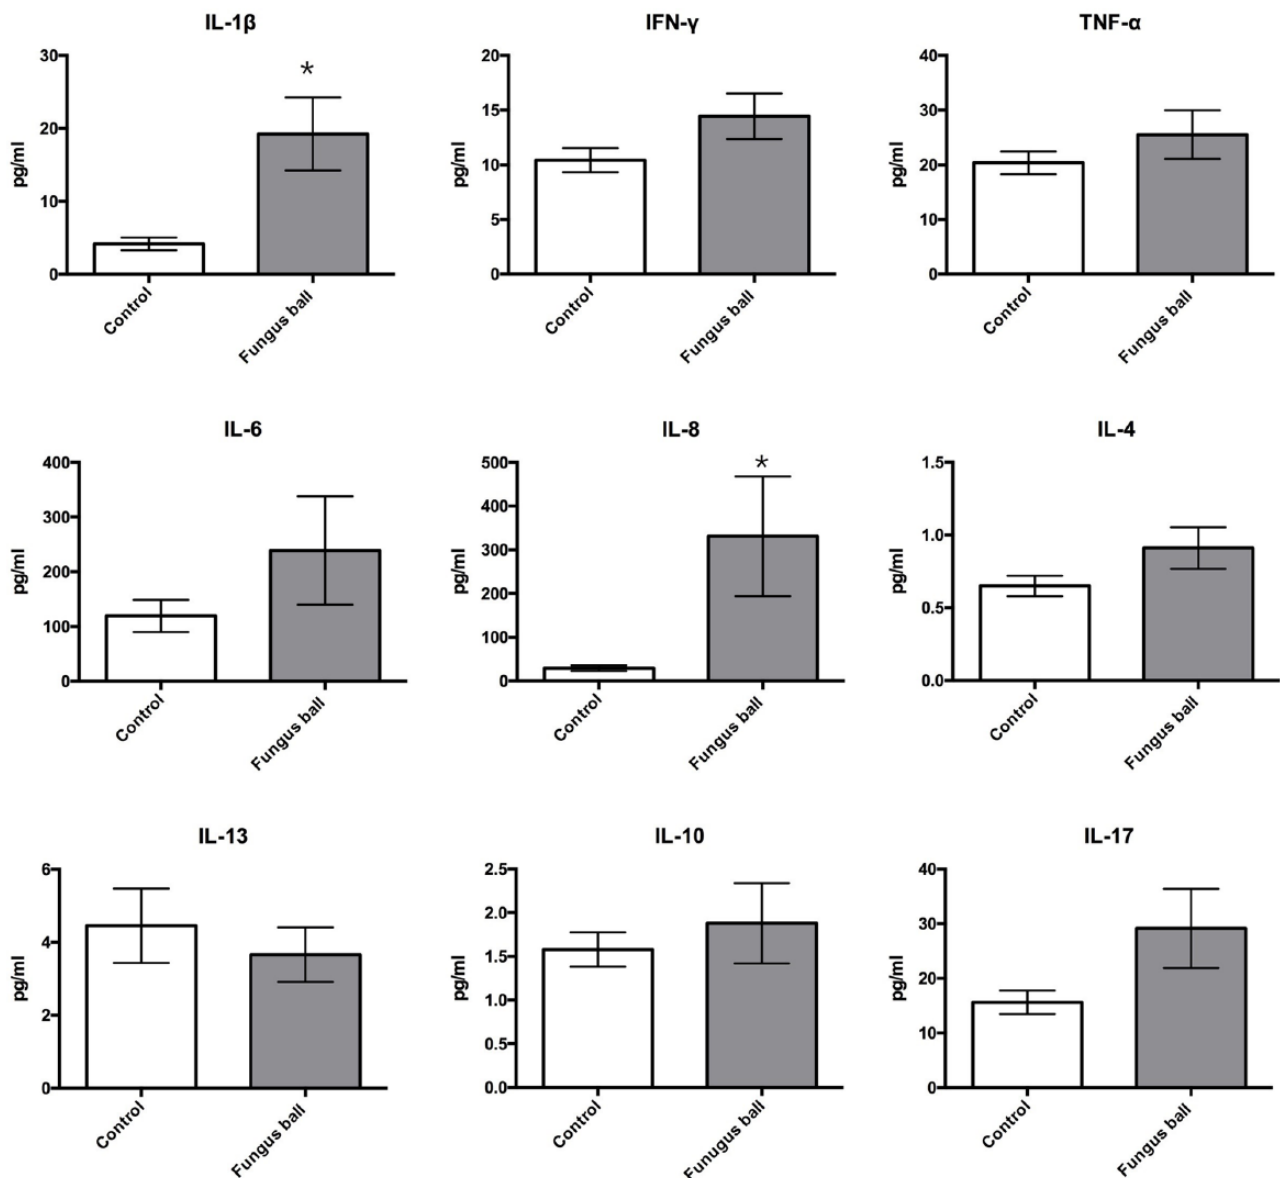 IL-1β
IFN-γ
TNF-α
30
20
10
0
pg/ml
*
Control
Fungus ball
20
15
10
5
0
pg/ml
Control
Fungus ball
40
30
20
10
0
pg/ml
Control
Fungus ball
IL-6
IL-8
IL-4
400
300
200
100
0
pg/ml
Control
Fungus ball
500
400
300
200
100
0
pg/ml
*
Control
Fungus ball
1.5
1.0
0.5
0.0
pg/ml
Control
Fungus ball
IL-13
IL-10
IL-17
6
4
2
0
pg/ml
Control
Fungus ball
2.5
2.0
1.5
1.0
0.5
0.0
pg/ml
Control
Funugus ball
40
30
20
10
0
pg/ml
Control
Fungus ball